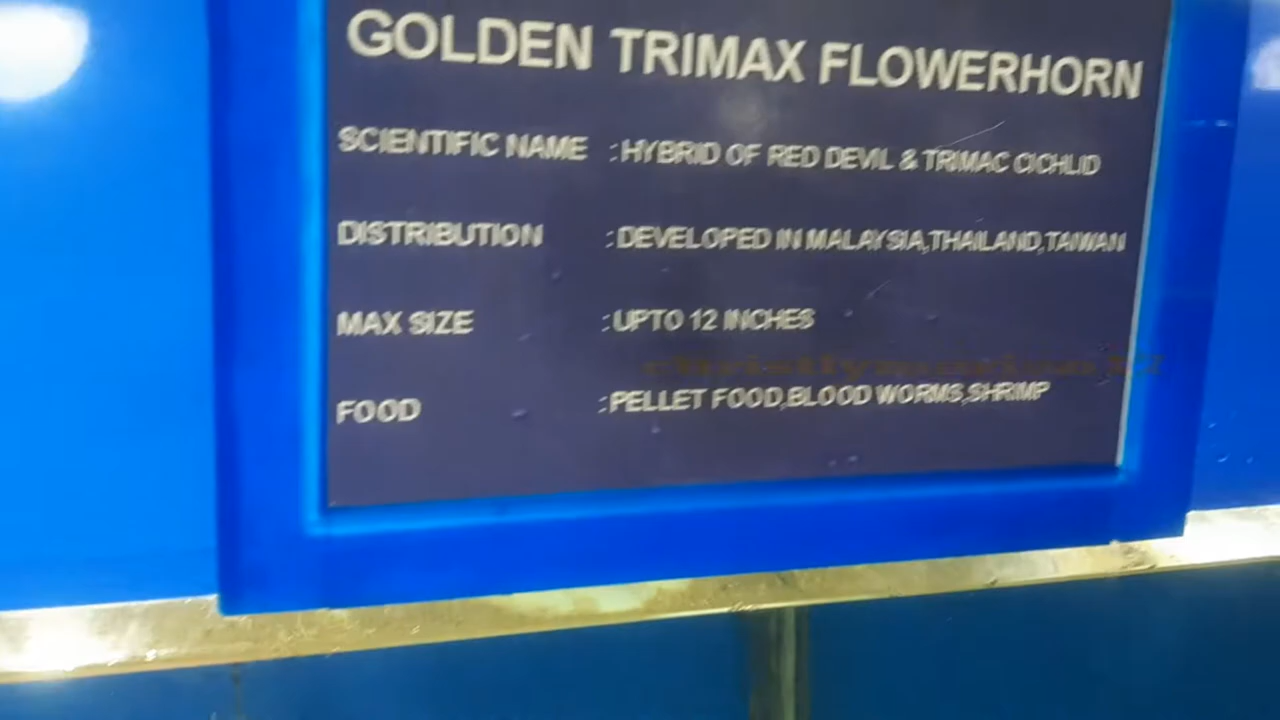 GOLDEN TRIMAX FLOWERHORN
SCIENTIFIC NAME : HYBRID OF RED DEVIL & TRIMAC CICHLID
DISTRIBUTION : DEVELOPED IN MALAYSIA,THAILAND,TAIWAN
MAX SIZE : UPTO 12 INCHES
FOOD : PELLET FOOD,BLOOD WORMS,SHRIMP